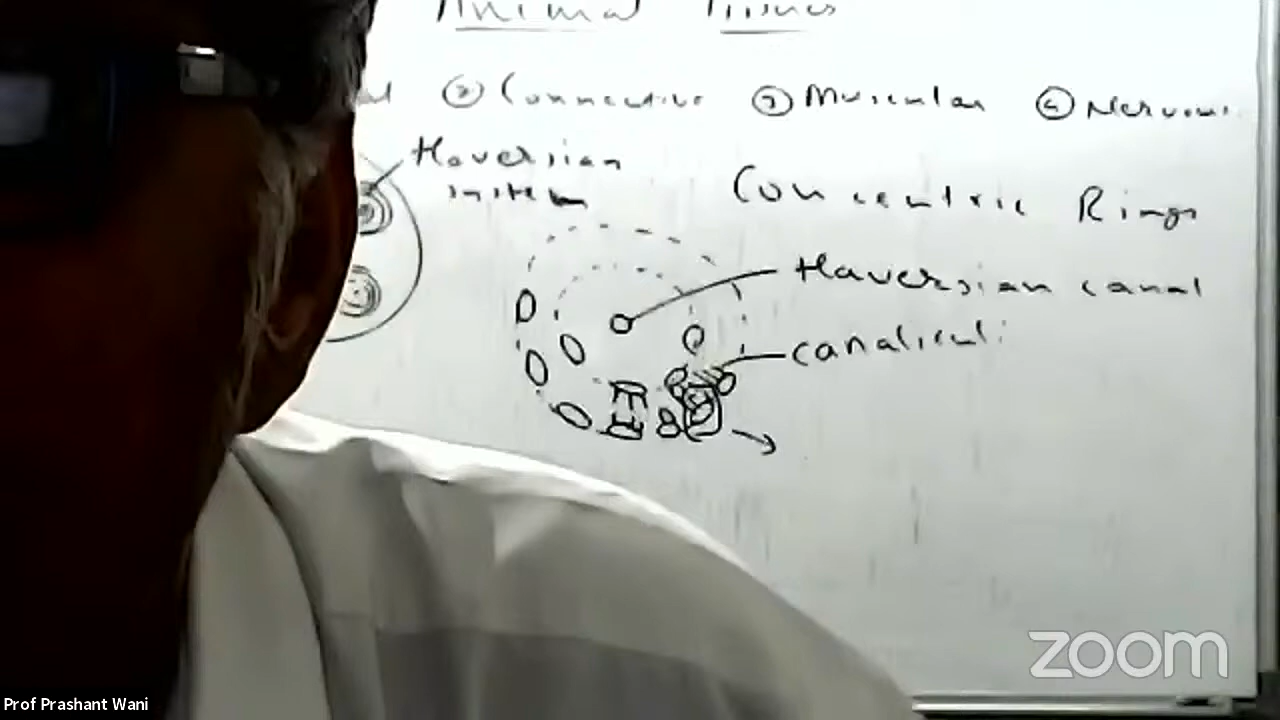 Animal Tissues
② Connective ③ Muscular ④ Nervous
Haversian
system
Concentric Rings
Haversian canal
canaliculi
zoom
Prof Prashant Wani